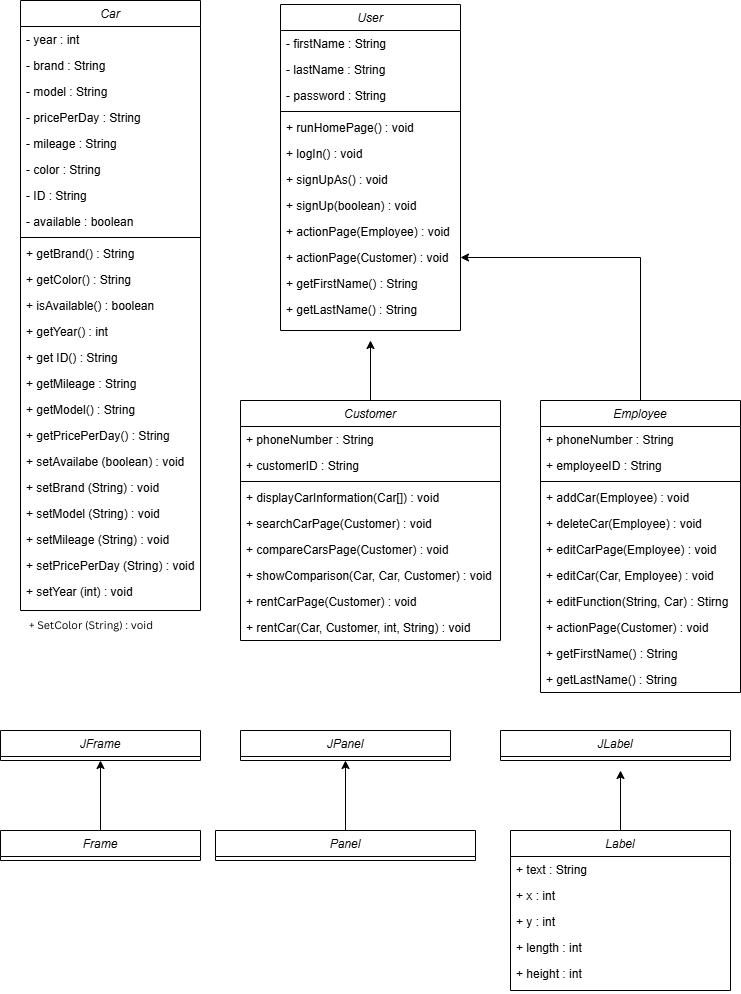 Car
- year : int
- brand : String
- model : String
- pricePerDay : String
- mileage : String
- color : String
- ID : String
- available : boolean
+ getBrand() : String
+ getColor() : String
+ isAvailable() : boolean
+ getYear() : int
+ get ID() : String
+ getMileage : String
+ getModel() : String
+ getPricePerDay() : String
+ setAvailabe (boolean) : void
+ setBrand (String) : void
+ setModel (String) : void
+ setMileage (String) : void
+ setPricePerDay (String) : void
+ setYear (int) : void
+ SetColor (String) : void
User
- firstName : String
- lastName : String
- password : String
+ runHomePage() : void
+ logIn() : void
+ signUpAs() : void
+ signUp(boolean) : void
+ actionPage(Employee) : void
+ actionPage(Customer) : void
+ getFirstName() : String
+ getLastName() : String
Customer
+ phoneNumber : String
+ customerID : String
+ displayCarInformation(Car[]) : void
+ searchCarPage(Customer) : void
+ compareCarsPage(Customer) : void
+ showComparison(Car, Car, Customer) : void
+ rentCarPage(Customer) : void
+ rentCar(Car, Customer, int, String) : void
Employee
+ phoneNumber : String
+ employeeID : String
+ addCar(Employee) : void
+ deleteCar(Employee) : void
+ editCarPage(Employee) : void
+ editCar(Car, Employee) : void
+ editFunction(String, Car) : Stirng
+ actionPage(Customer) : void
+ getFirstName() : String
+ getLastName() : String
JFrame
JPanel
JLabel
Frame
Panel
Label
+ text : String
+ x : int
+ y : int
+ length : int
+ height : int